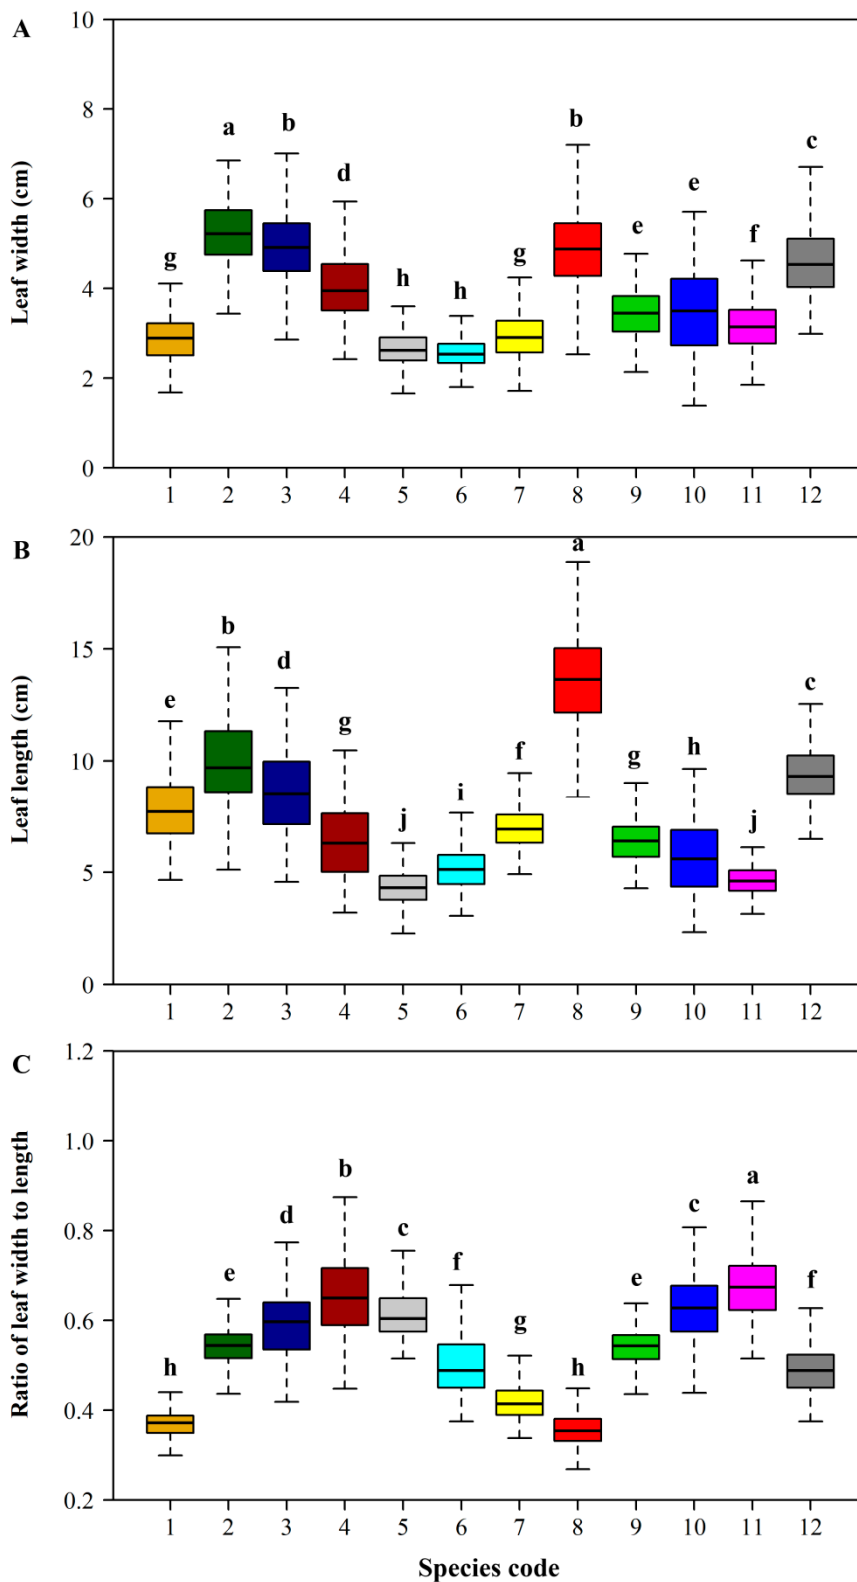 A
Leaf width (cm)
10
8
6
4
2
0
g
a
b
d
h
h
g
b
e
e
f
c
1 2 3 4 5 6 7 8 9 10 11 12
B
Leaf length (cm)
20
15
10
5
0
e
b
d
g
j
i
f
a
g
h
j
c
1 2 3 4 5 6 7 8 9 10 11 12
C
Ratio of leaf width to length
1.2
1.0
0.8
0.6
0.4
0.2
h
e
d
b
c
f
g
h
e
c
a
f
1 2 3 4 5 6 7 8 9 10 11 12
Species code